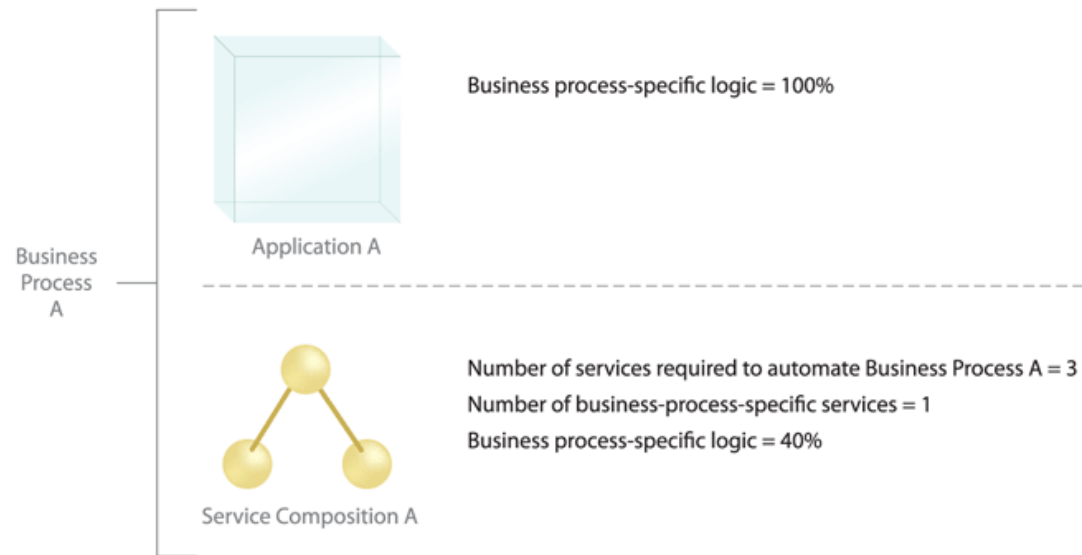 Business process-specific logic = 100%
Application A
Business
Process
A
Number of services required to automate Business Process A = 3
Number of business-process-specific services = 1
Business process-specific logic = 40%
Service Composition A